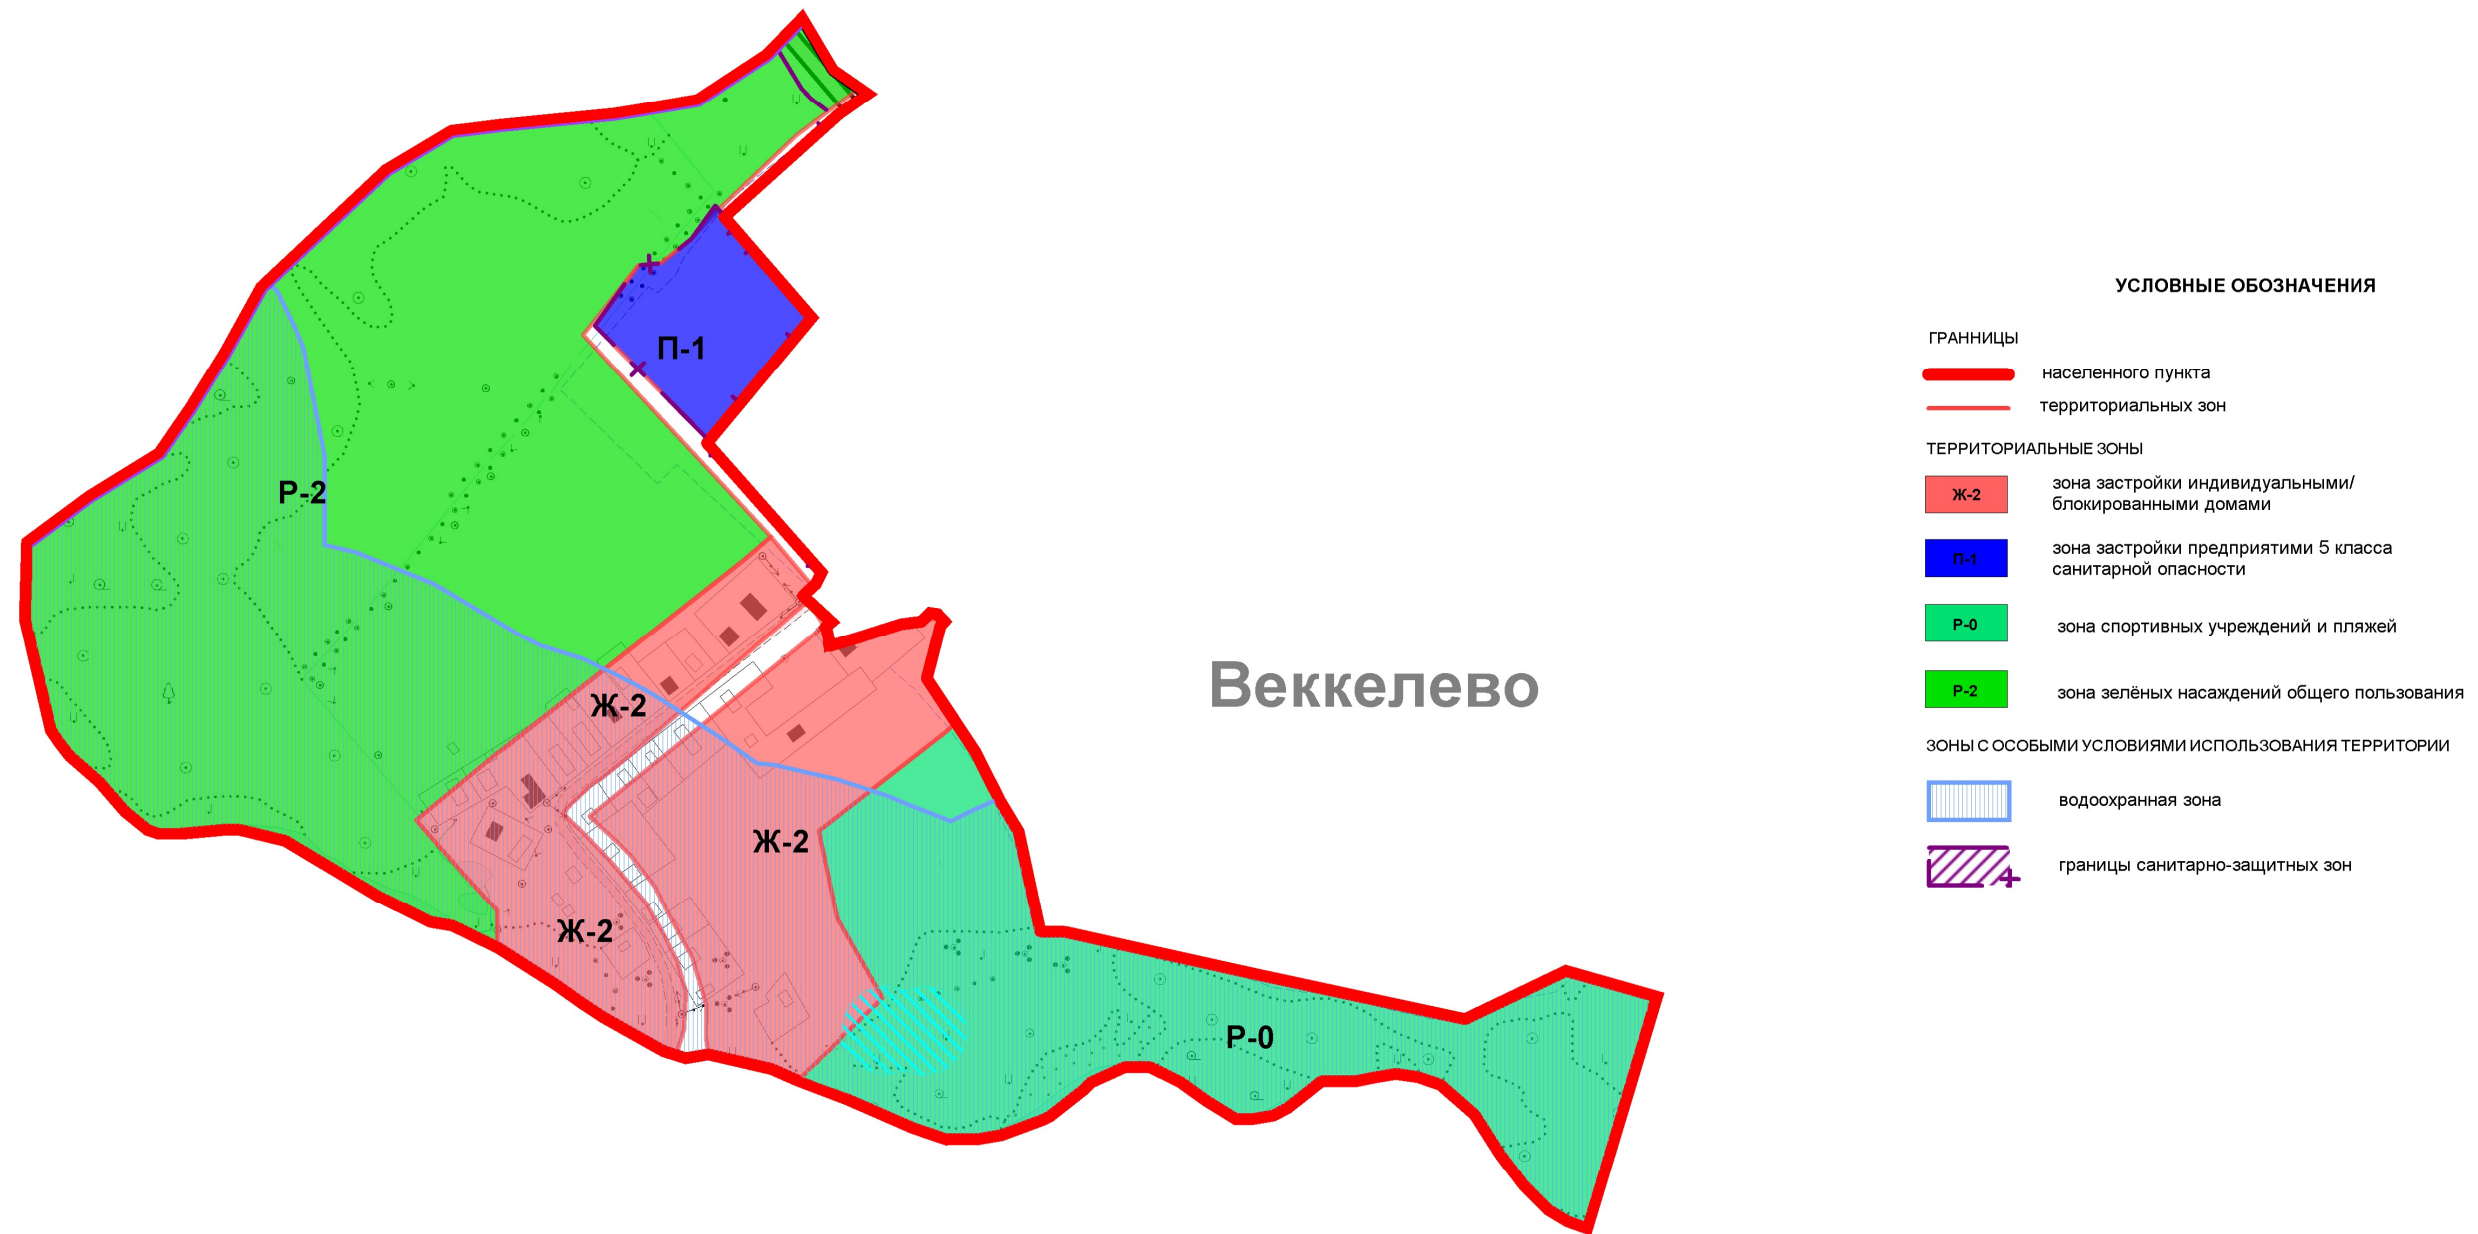 П-1
Р-2
Ж-2
Ж-2
Ж-2
Р-0
Веккелево
УСЛОВНЫЕ ОБОЗНАЧЕНИЯ
ГРАННИЦЫ
населенного пункта
территориальных зон
ТЕРРИТОРИАЛЬНЫЕ ЗОНЫ
Ж-2
зона застройки индивидуальными/
блокированными домами
П-1
зона застройки предприятими 5 класса
санитарной опасности
Р-0
зона спортивных учреждений и пляжей
Р-2
зона зелёных насаждений общего пользования
ЗОНЫ С ОСОБЫМИ УСЛОВИЯМИ ИСПОЛЬЗОВАНИЯ ТЕРРИТОРИИ
водоохранная зона
границы санитарно-защитных зон